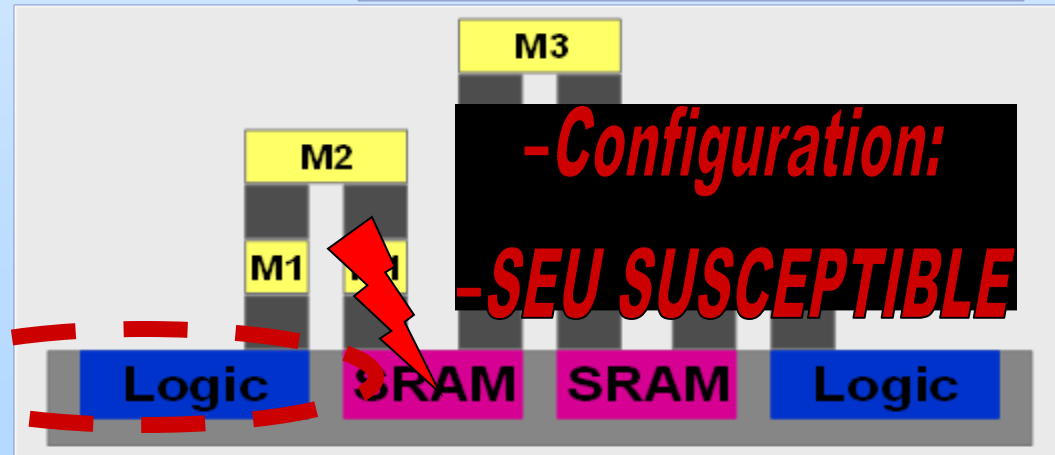 M3
–Configuration:
M2
M1
–SEU SUSCEPTIBLE
Logic SRAM SRAM Logic